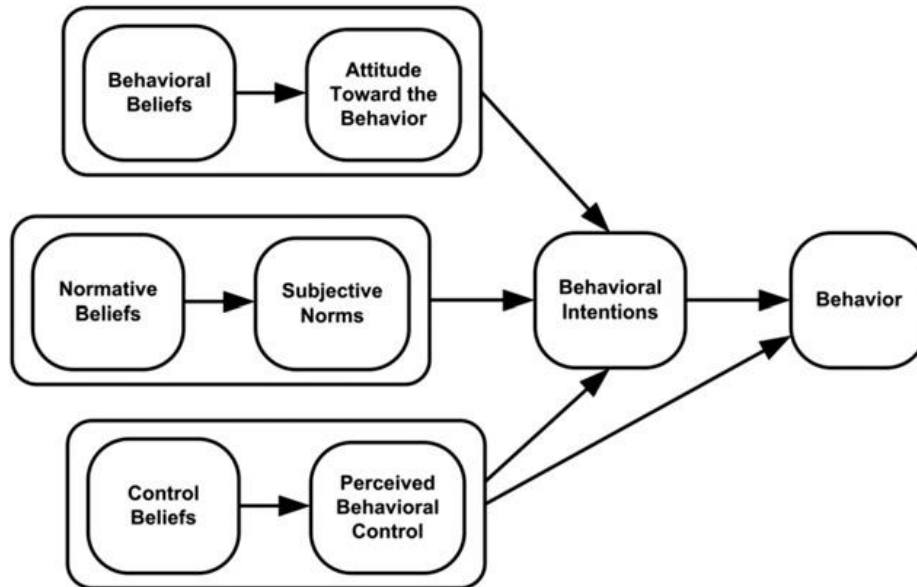 Behavioral
Beliefs
Attitude
Toward the
Behavior
Normative
Beliefs
Subjective
Norms
Behavioral
Intentions
Behavior
Control
Beliefs
Perceived
Behavioral
Control